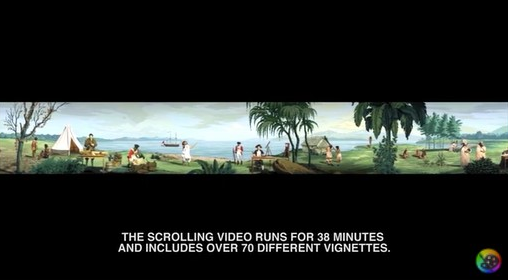 THE SCROLLING VIDEO RUNS FOR 38 MINUTES
AND INCLUDES OVER 70 DIFFERENT VIGNETTES.